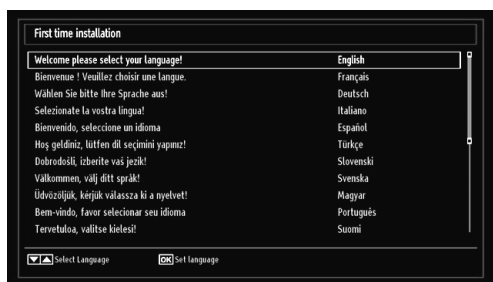 First time installation
Welcome please select your language! English
Bienvenue ! Veuillez choisir une langue. Français
Wählen Sie bitte Ihre Sprache aus! Deutsch
Selezionate la vostra lingua! Italiano
Bienvenido, seleccione un idioma Español
Hoş geldiniz, lütfen dil seçimini yapınız! Türkçe
Dobrodošli, izberite vaš jezik! Slovenski
Välkommen, välj ditt språk! Svenska
Üdvözöljük, kérjük válassza ki a nyelvet! Magyar
Bem-vindo, favor selecionar seu idioma Português
Tervetuloa, valitse kielesi! Suomi
Select Language OK Set language